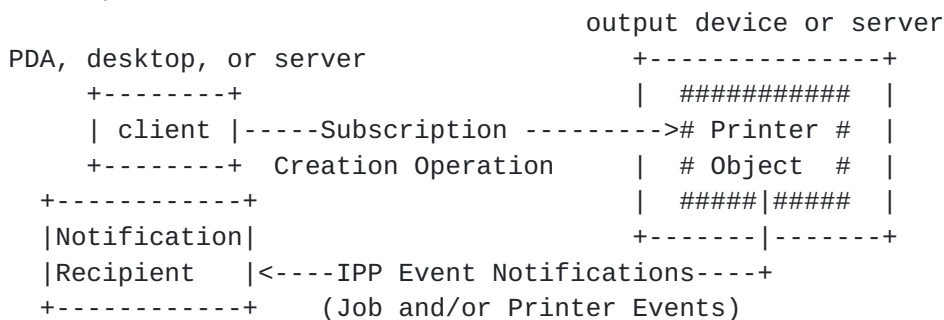 output device or server
PDA, desktop, or server +---------------+
+--------+ | ########### |
| client |-----Subscription ---------># Printer # |
+--------+ Creation Operation | # Object # |
+------------+ | #####|##### |
|Notification| +-------|-------+
|Recipient |<----IPP Event Notifications----+
+------------+ (Job and/or Printer Events)